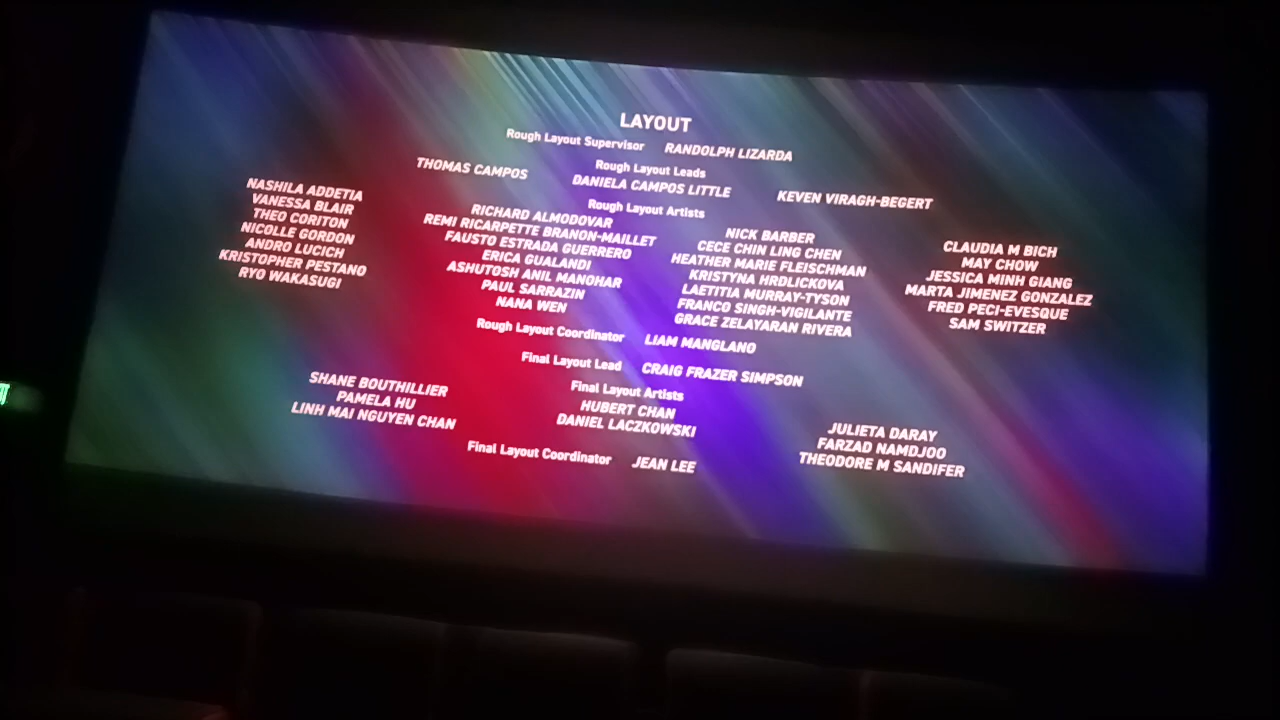 LAYOUT
Rough Layout Supervisor RANDOLPH LIZARDA
Rough Layout Leads
THOMAS CAMPOS DANIELA CAMPOS LITTLE KEVEN VIRAGH-BEGERT
Rough Layout Artists
NASHILA ADDETIA RICHARD ALMODOVAR NICK BARBER CLAUDIA M BICH
VANESSA BLAIR REMI RICARPETTE BRANON-MAILLET CECE CHIN LING CHEN MAY CHOW
THEO CORITON FAUSTO ESTRADA GUERRERO HEATHER MARIE FLEISCHMAN JESSICA MINH GIANG
NICOLLE GORDON ERICA GUALANDI KRISTYNA HRDLICKOVA MARTA JIMENEZ GONZALEZ
ANDRO LUCICH ASHUTOSH ANIL MANOHAR LAETITIA MURRAY-TYSON FRED PECI-EVESQUE
KRISTOPHER PESTANO PAUL SARRAZIN FRANCO SINGH-VIGILANTE SAM SWITZER
RYO WAKASUGI NANA WEN GRACE ZELAYARAN RIVERA
Rough Layout Coordinator LIAM MANGLANO
Final Layout Lead CRAIG FRAZER SIMPSON
Final Layout Artists
SHANE BOUTHILLIER HUBERT CHAN JULIETA DARAY
PAMELA HU DANIEL LACZKOWSKI FARZAD NAMDJOO
LINH MAI NGUYEN CHAN THEODORE M SANDIFER
Final Layout Coordinator JEAN LEE